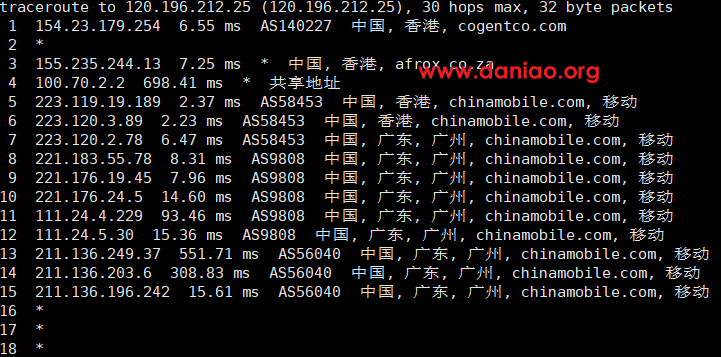 traceroute to 120.196.212.25 (120.196.212.25), 30 hops max, 32 byte packets
1 154.23.179.254 6.55 ms AS140227 中国, 香港, cogentco.com
2 *
3 155.235.244.13 7.25 ms * 中国, 香港, afrox.co.za
www.daniao.org
4 100.70.2.2 698.41 ms * 共享地址
5 223.119.19.189 2.37 ms AS58453 中国, 香港, chinamobile.com, 移动
6 223.120.3.89 2.23 ms AS58453 中国, 香港, chinamobile.com, 移动
7 223.120.2.78 6.47 ms AS58453 中国, 广东, 广州, chinamobile.com, 移动
8 221.183.55.78 8.31 ms AS9808 中国, 广东, 广州, chinamobile.com, 移动
9 221.176.19.45 7.96 ms AS9808 中国, 广东, 广州, chinamobile.com, 移动
10 221.176.24.5 14.60 ms AS9808 中国, 广东, 广州, chinamobile.com, 移动
11 111.24.4.229 93.46 ms AS9808 中国, 广东, 广州, chinamobile.com, 移动
12 111.24.5.30 15.36 ms AS9808 中国, 广东, 广州, chinamobile.com, 移动
13 211.136.249.37 551.71 ms AS56040 中国, 广东, 广州, chinamobile.com, 移动
14 211.136.203.6 308.83 ms AS56040 中国, 广东, 广州, chinamobile.com, 移动
15 211.136.196.242 15.61 ms AS56040 中国, 广东, 广州, chinamobile.com, 移动
16 *
17 *
18 *